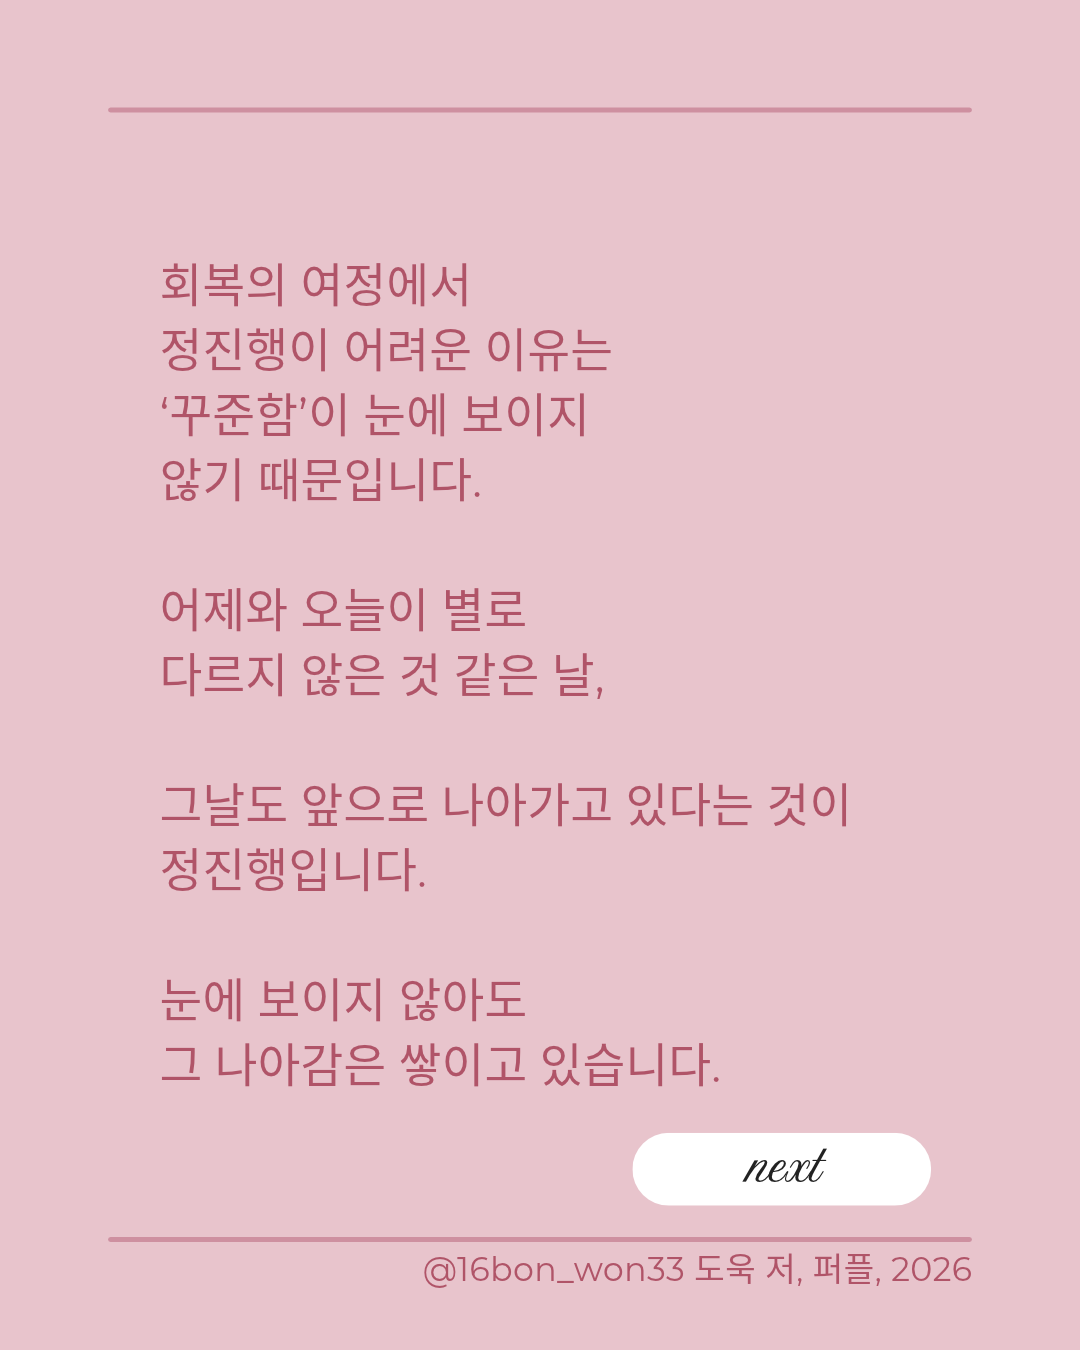 회복의 여정에서
정진행이 어려운 이유는
‘꾸준함’이 눈에 보이지
않기 때문입니다.
어제와 오늘이 별로
다르지 않은 것 같은 날,
그날도 앞으로 나아가고 있다는 것이
정진행입니다.
눈에 보이지 않아도
그 나아감은 쌓이고 있습니다.
next
@16bon_won33 도욱 저, 퍼플, 2026